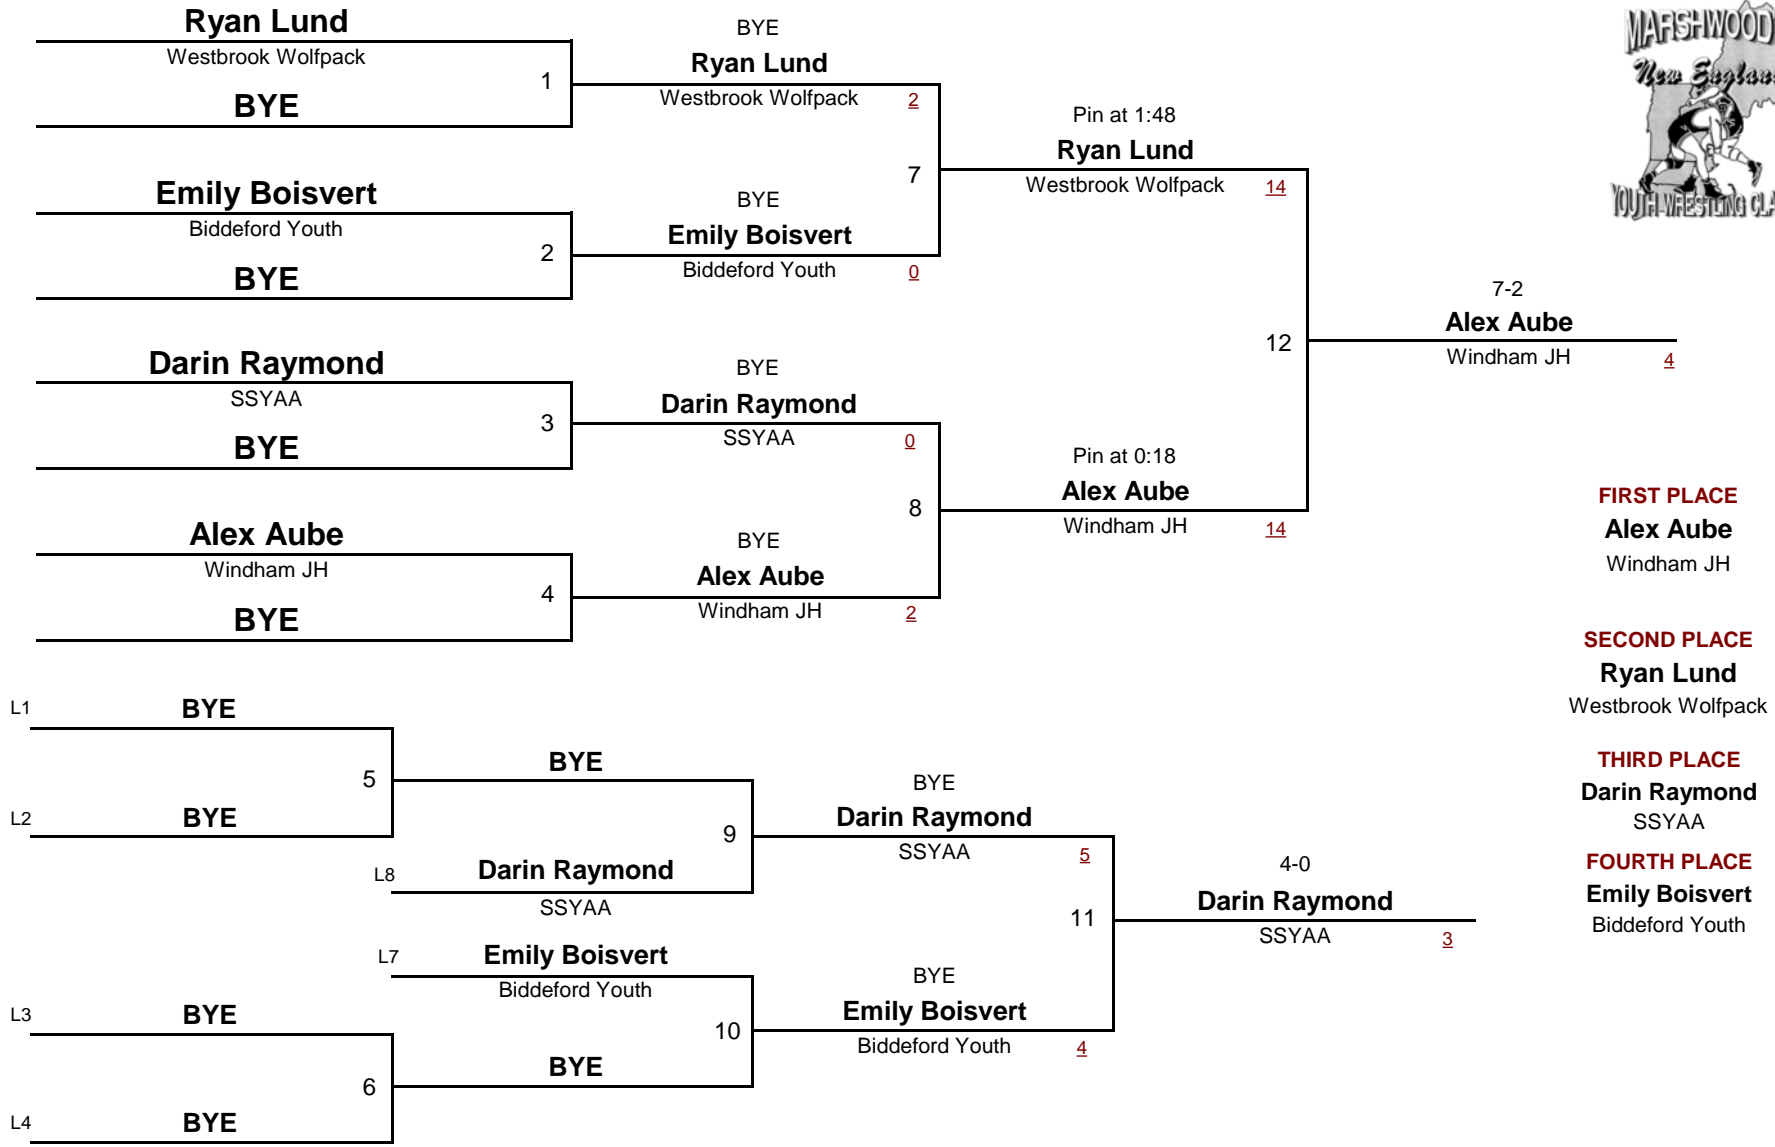 Ryan Lund
Westbrook Wolfpack
1
BYE
Emily Boisvert
Biddeford Youth
2
BYE
Darin Raymond
SSYAA
3
BYE
Alex Aube
Windham JH
4
BYE
BYE
Ryan Lund
Westbrook Wolfpack 2
7
BYE
Emily Boisvert
Biddeford Youth 0
BYE
Darin Raymond
SSYAA 0
8
BYE
Alex Aube
Windham JH 2
Pin at 1:48
Ryan Lund
Westbrook Wolfpack 14
12
Pin at 0:18
Alex Aube
Windham JH 14
7-2
Alex Aube
Windham JH 4
MARSHWOOD
New England
YOUTH WRESTLING CLA
FIRST PLACE
Alex Aube
Windham JH
SECOND PLACE
Ryan Lund
Westbrook Wolfpack
THIRD PLACE
Darin Raymond
SSYAA
FOURTH PLACE
Emily Boisvert
Biddeford Youth
L1 BYE
5
L2 BYE
BYE
9
L8 Darin Raymond
SSYAA
L7 Emily Boisvert
Biddeford Youth
10
BYE
L3 BYE
6
L4 BYE
BYE
Darin Raymond
SSYAA 5
11
BYE
Emily Boisvert
Biddeford Youth 4
4-0
Darin Raymond
SSYAA 3